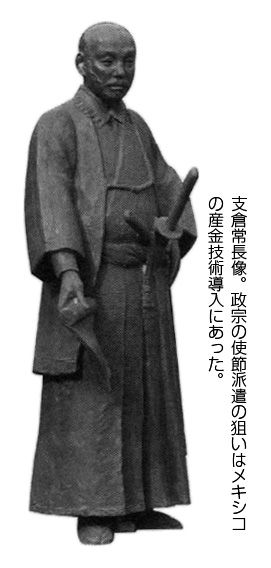 支倉常長像。政宗の使節派遣の狙いはメキシコ
の産金技術導入にあった。